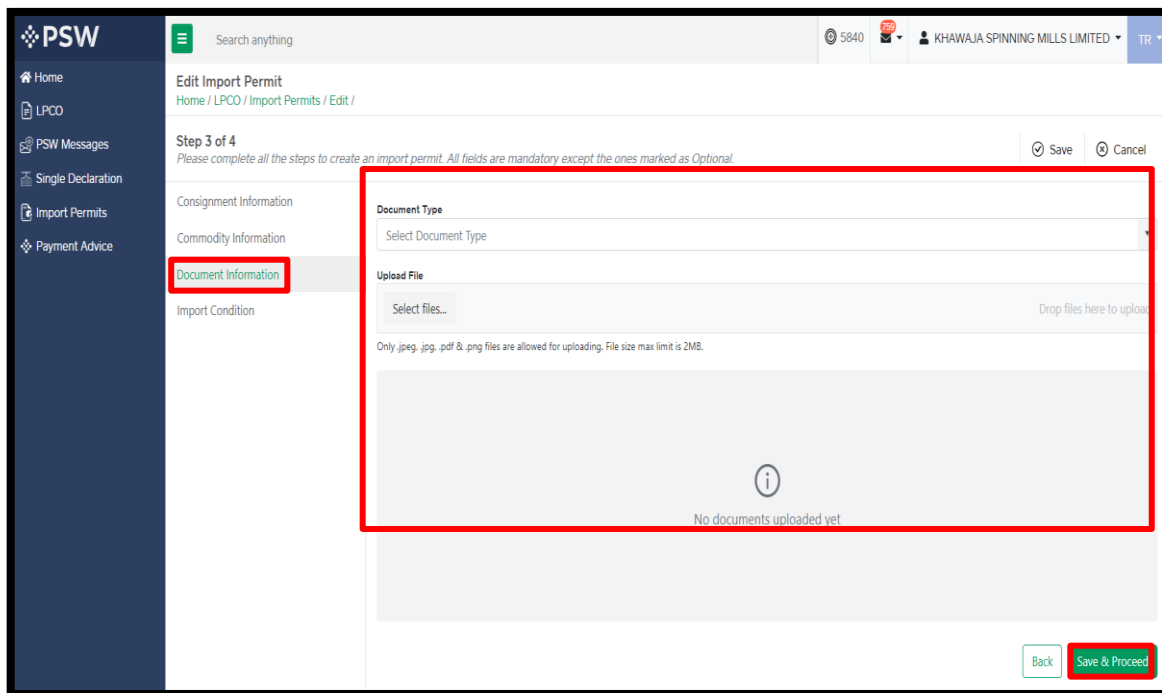 PSW
Search anything
5840
759
KHAWAJA SPINNING MILLS LIMITED
TR
Home
LPCO
PSW Messages
Single Declaration
Import Permits
Payment Advice
Edit Import Permit
Home / LPCO / Import Permits / Edit /
Step 3 of 4
Please complete all the steps to create an import permit. All fields are mandatory except the ones marked as Optional.
Save
Cancel
Consignment Information
Commodity Information
Document Information
Import Condition
Document Type
Select Document Type
Upload File
Select files...
Drop files here to upload
Only .jpeg, .jpg, .pdf & .png files are allowed for uploading. File size max limit is 2MB.
No documents uploaded yet
Back
Save & Proceed